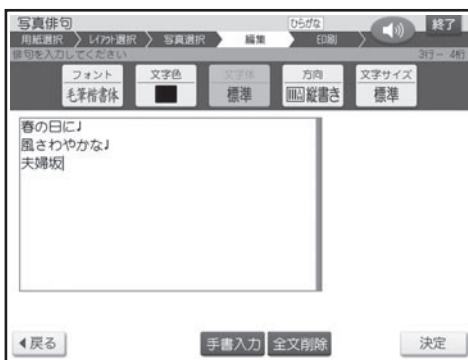 写真俳句
ひらがな
終了
用紙選択 〉 レイアウト選択 〉 写真選択 〉 編集 〉 印刷 〉
俳句を入力してください
3行－ 4桁
フォント 文字色 文字体 方向 文字サイズ
毛筆楷書体 標準 縦書き 標準
春の日に♩
風さわやかな♩
夫婦坂
◀戻る 手書入力 全文削除 決定